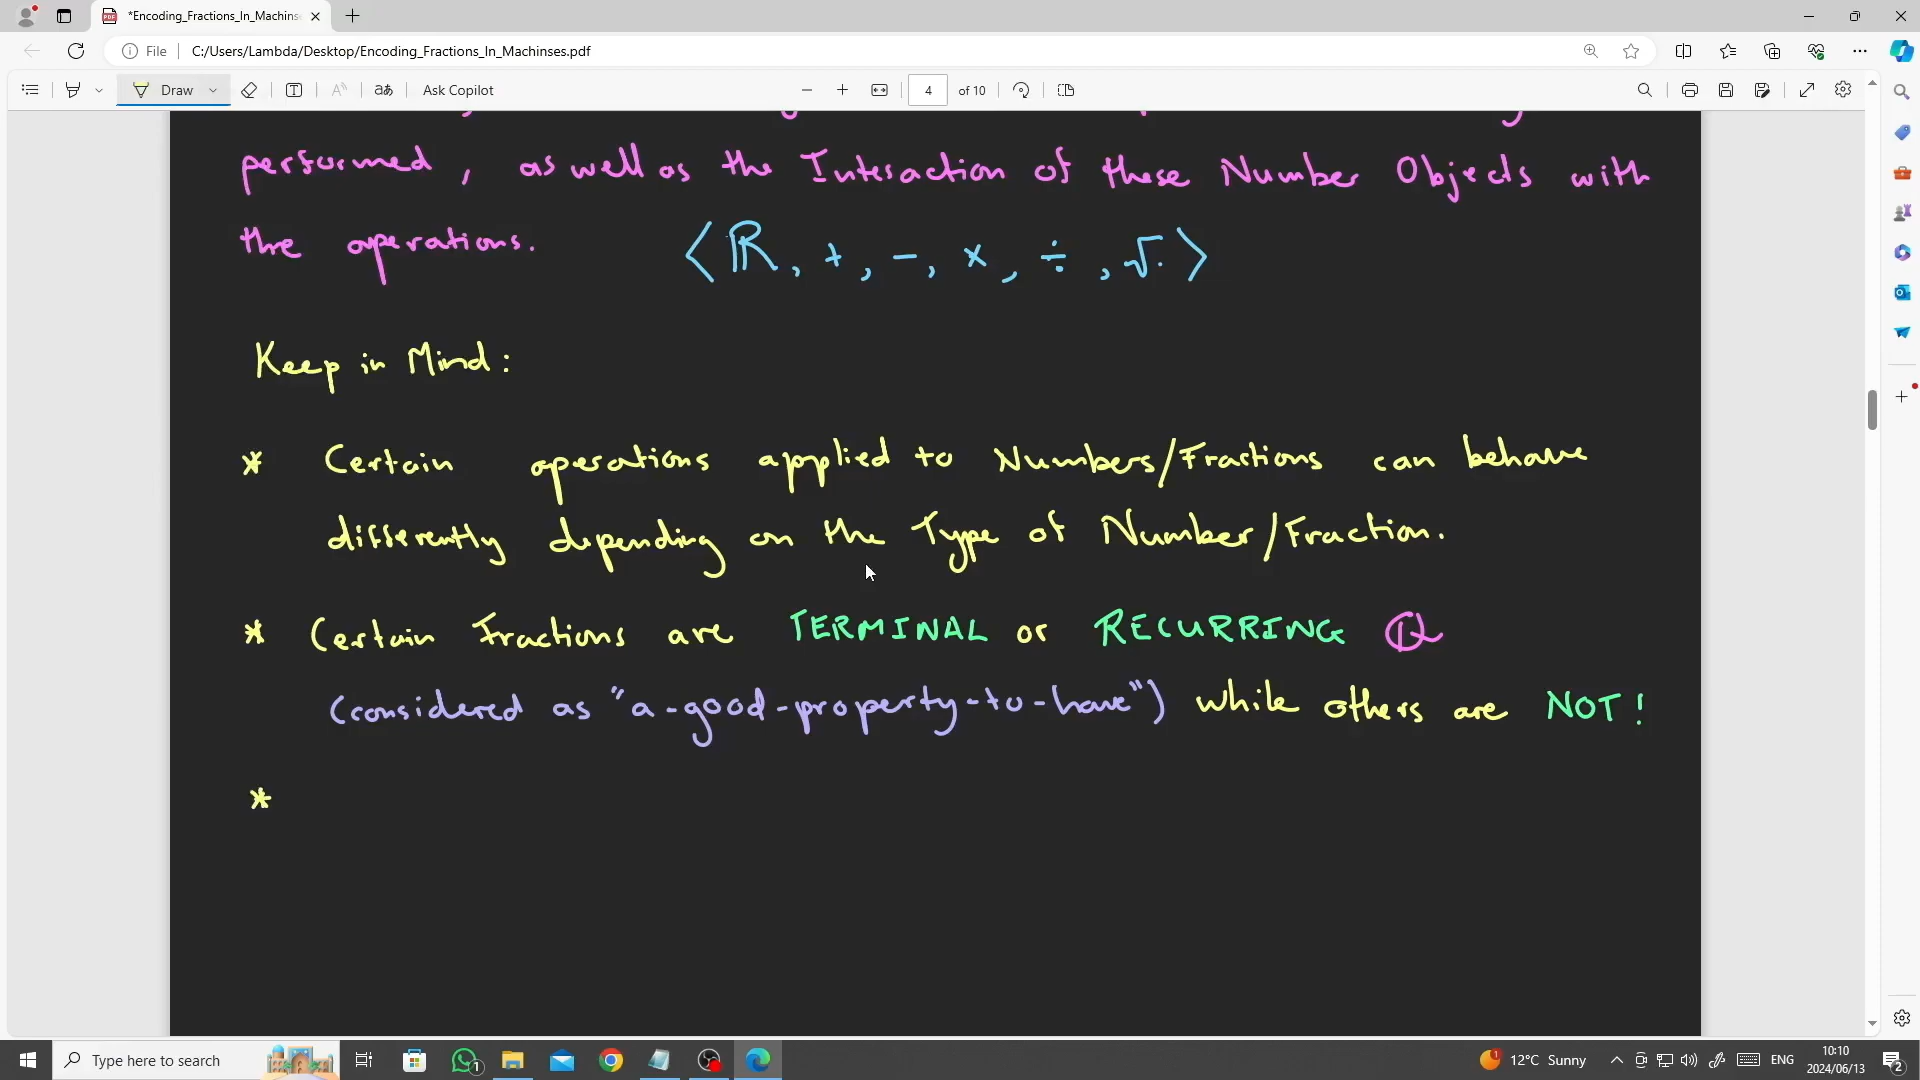 *Encoding_Fractions_In_Machins
File
C:/Users/Lambda/Desktop/Encoding_Fractions_In_Machinses.pdf
Draw
Ask Copilot
4 of 10
performed, as well as the Interaction of these Number Objects with
the operations. ⟨ℝ, +, -, ×, ÷, √·⟩
Keep in Mind:
* Certain operations applied to Numbers/Fractions can behave
differently depending on the Type of Number/Fraction.
* Certain Fractions are TERMINAL or RECURRING ℚ
(considered as "a-good-property-to-have") while others are NOT!
*
Type here to search
12°C Sunny
ENG
10:10
2024/06/13